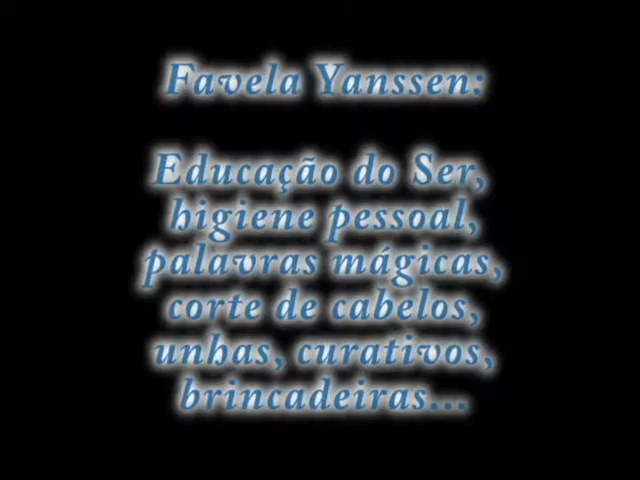 Favela Yanssen:
Educação do Ser,
higiene pessoal,
palavras mágicas,
corte de cabelos,
unhas, curativos,
brincadeiras...